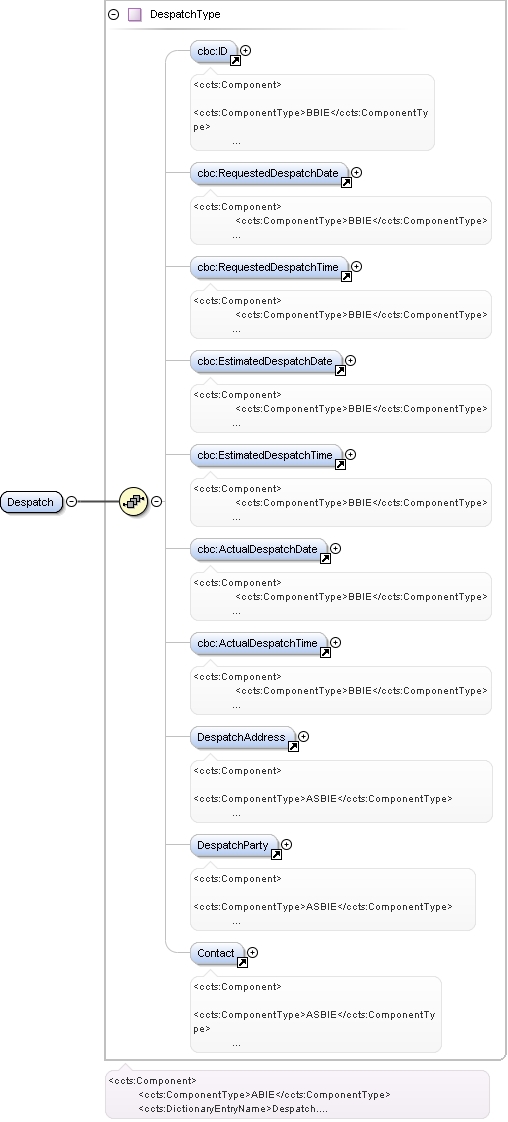 DespatchType
cbc:ID
<ccts:Component>
<ccts:ComponentType>BBIE</ccts:ComponentTy
pe>
...
cbc:RequestedDespatchDate
<ccts:Component>
<ccts:ComponentType>BBIE</ccts:ComponentType>
...
cbc:RequestedDespatchTime
<ccts:Component>
<ccts:ComponentType>BBIE</ccts:ComponentType>
...
cbc:EstimatedDespatchDate
<ccts:Component>
<ccts:ComponentType>BBIE</ccts:ComponentType>
...
cbc:EstimatedDespatchTime
<ccts:Component>
<ccts:ComponentType>BBIE</ccts:ComponentType>
...
Despatch
cbc:ActualDespatchDate
<ccts:Component>
<ccts:ComponentType>BBIE</ccts:ComponentType>
...
cbc:ActualDespatchTime
<ccts:Component>
<ccts:ComponentType>BBIE</ccts:ComponentType>
...
DespatchAddress
<ccts:Component>
<ccts:ComponentType>ASBIE</ccts:ComponentType>
...
DespatchParty
<ccts:Component>
<ccts:ComponentType>ASBIE</ccts:ComponentType>
...
Contact
<ccts:Component>
<ccts:ComponentType>ASBIE</ccts:ComponentTy
pe>
...
<ccts:Component>
<ccts:ComponentType>ABIE</ccts:ComponentType>
<ccts:DictionaryEntryName>Despatch....